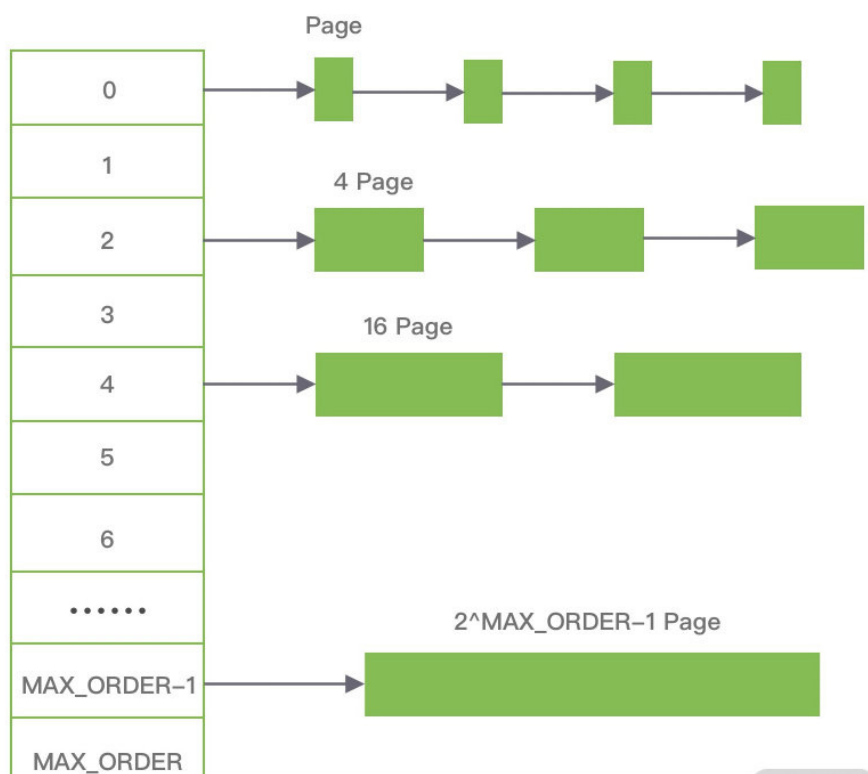 Page
0
1
4 Page
2
3
16 Page
4
5
6
......
2^MAX_ORDER-1 Page
MAX_ORDER-1
MAX_ORDER